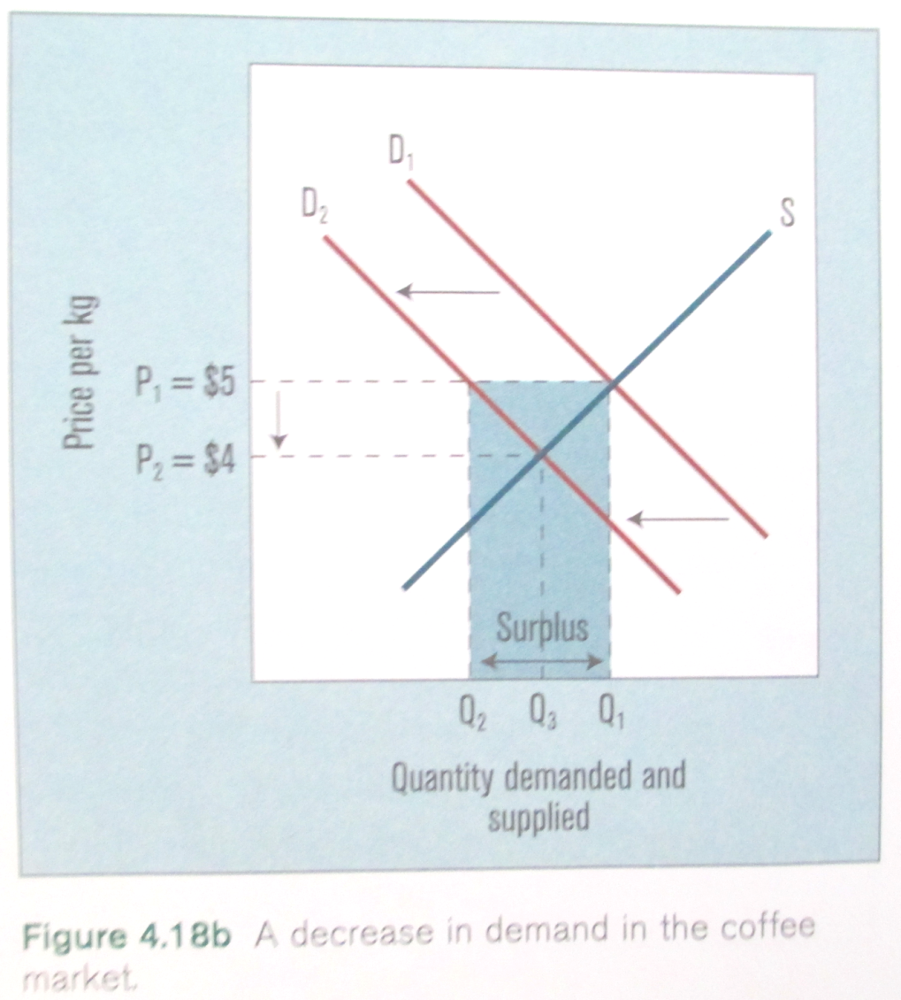 D₁
D₂
S
Price per kg
P₁ = $5
P₂ = $4
Surplus
Q₂ Q₃ Q₁
Quantity demanded and
supplied
Figure 4.18b A decrease in demand in the coffee
market.